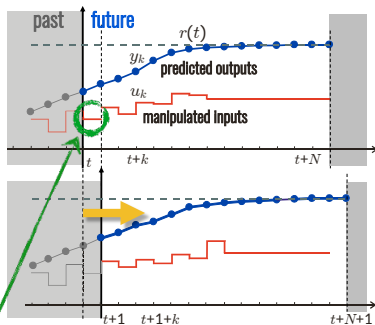 past future
r(t)
y_k
predicted outputs
u_k
manipulated inputs
t t+k t+N
t+1 t+1+k t+N+1